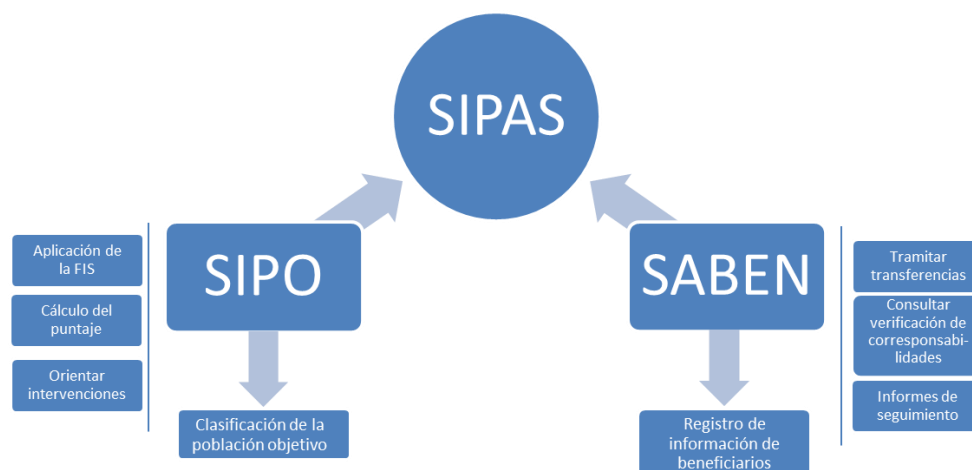 SIPAS
Aplicación de
la FIS
Cálculo del
puntaje
Orientar
intervenciones
SIPO
Clasificación de la
población objetivo
SABEN
Registro de
información de
beneficiarios
Tramitar
transferencias
Consultar
verificación de
corresponsabi-
lidades
Informes de
seguimiento